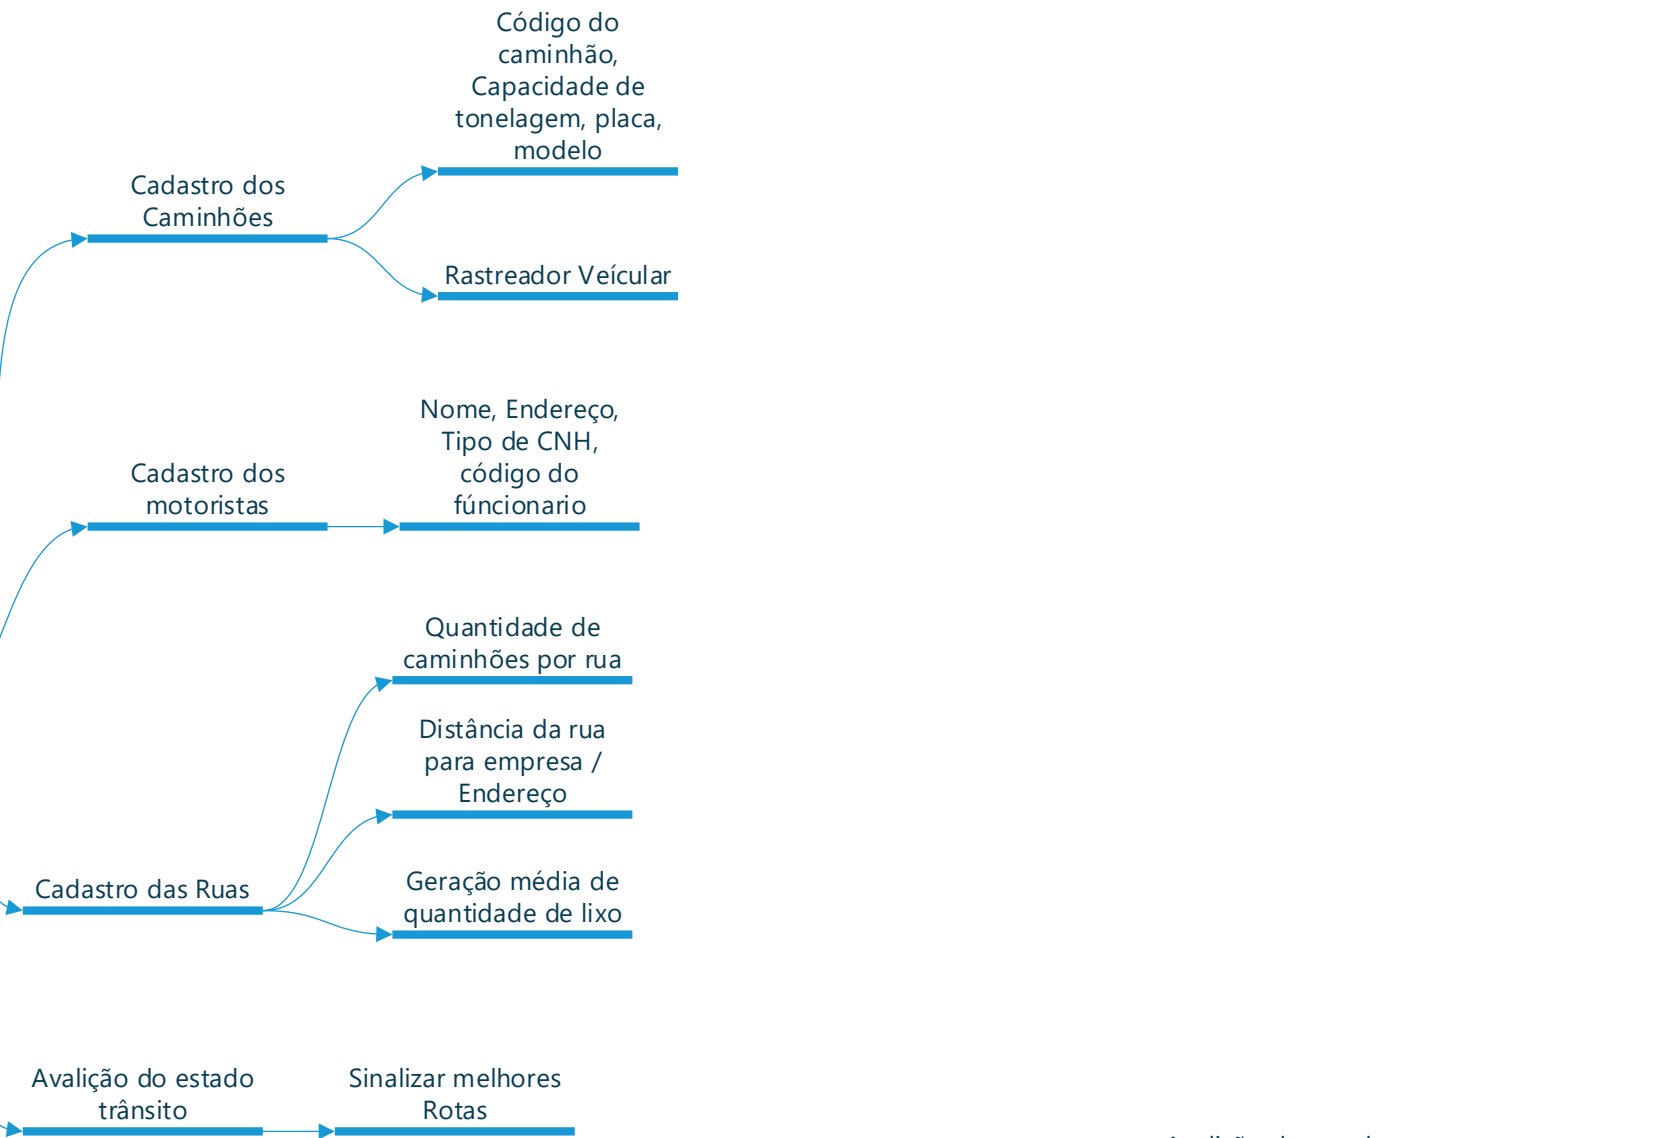 Código do
caminhão,
Capacidade de
tonelagem, placa,
modelo
Cadastro dos
Caminhões
Rastreador Veícular
Nome, Endereço,
Tipo de CNH,
código do
fúncionario
Cadastro dos
motoristas
Quantidade de
caminhões por rua
Distância da rua
para empresa /
Endereço
Cadastro das Ruas
Geração média de
quantidade de lixo
Avalição do estado
trânsito
Sinalizar melhores
Rotas